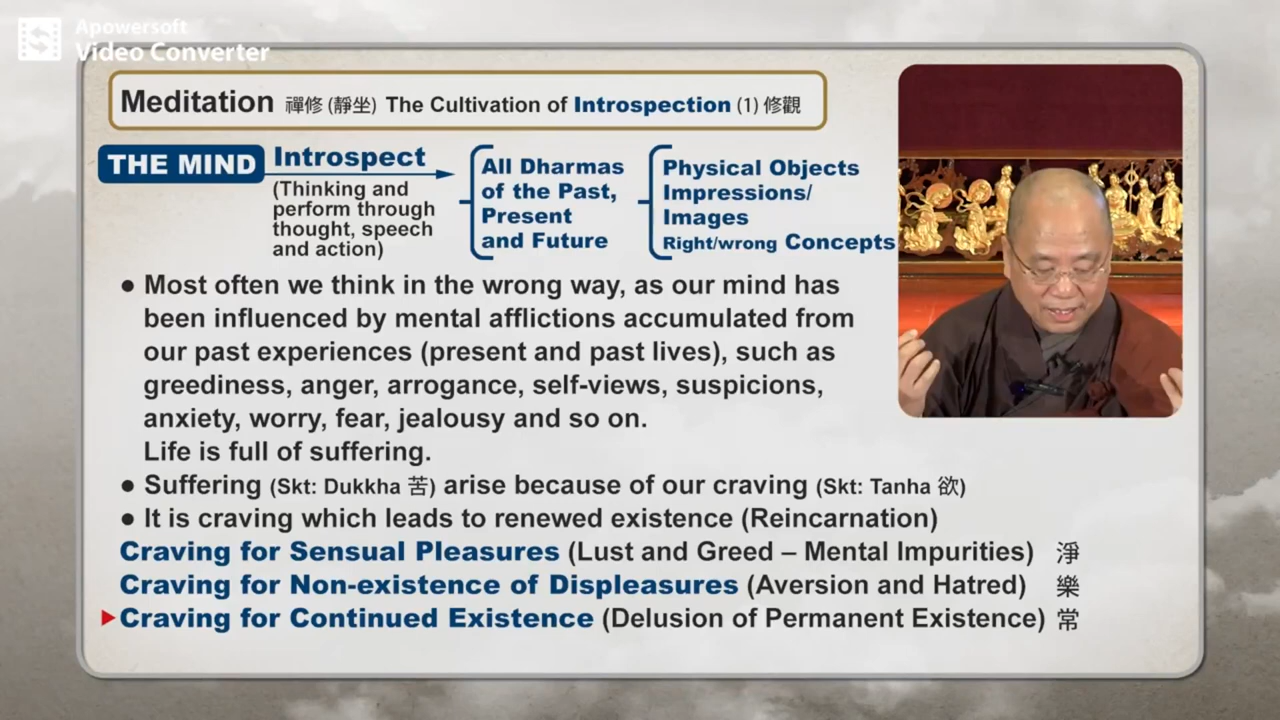 Apowersoft
Video Converter
Meditation 禪修 (靜坐) The Cultivation of Introspection (1) 修觀
THE MIND
Introspect
(Thinking and
perform through
thought, speech
and action)
All Dharmas
of the Past,
Present
and Future
Physical Objects
Impressions/
Images
Right/wrong Concepts
● Most often we think in the wrong way, as our mind has
been influenced by mental afflictions accumulated from
our past experiences (present and past lives), such as
greediness, anger, arrogance, self-views, suspicions,
anxiety, worry, fear, jealousy and so on.
Life is full of suffering.
● Suffering (Skt: Dukkha 苦) arise because of our craving (Skt: Tanha 欲)
● It is craving which leads to renewed existence (Reincarnation)
Craving for Sensual Pleasures (Lust and Greed – Mental Impurities) 淨
Craving for Non-existence of Displeasures (Aversion and Hatred) 樂
Craving for Continued Existence (Delusion of Permanent Existence) 常